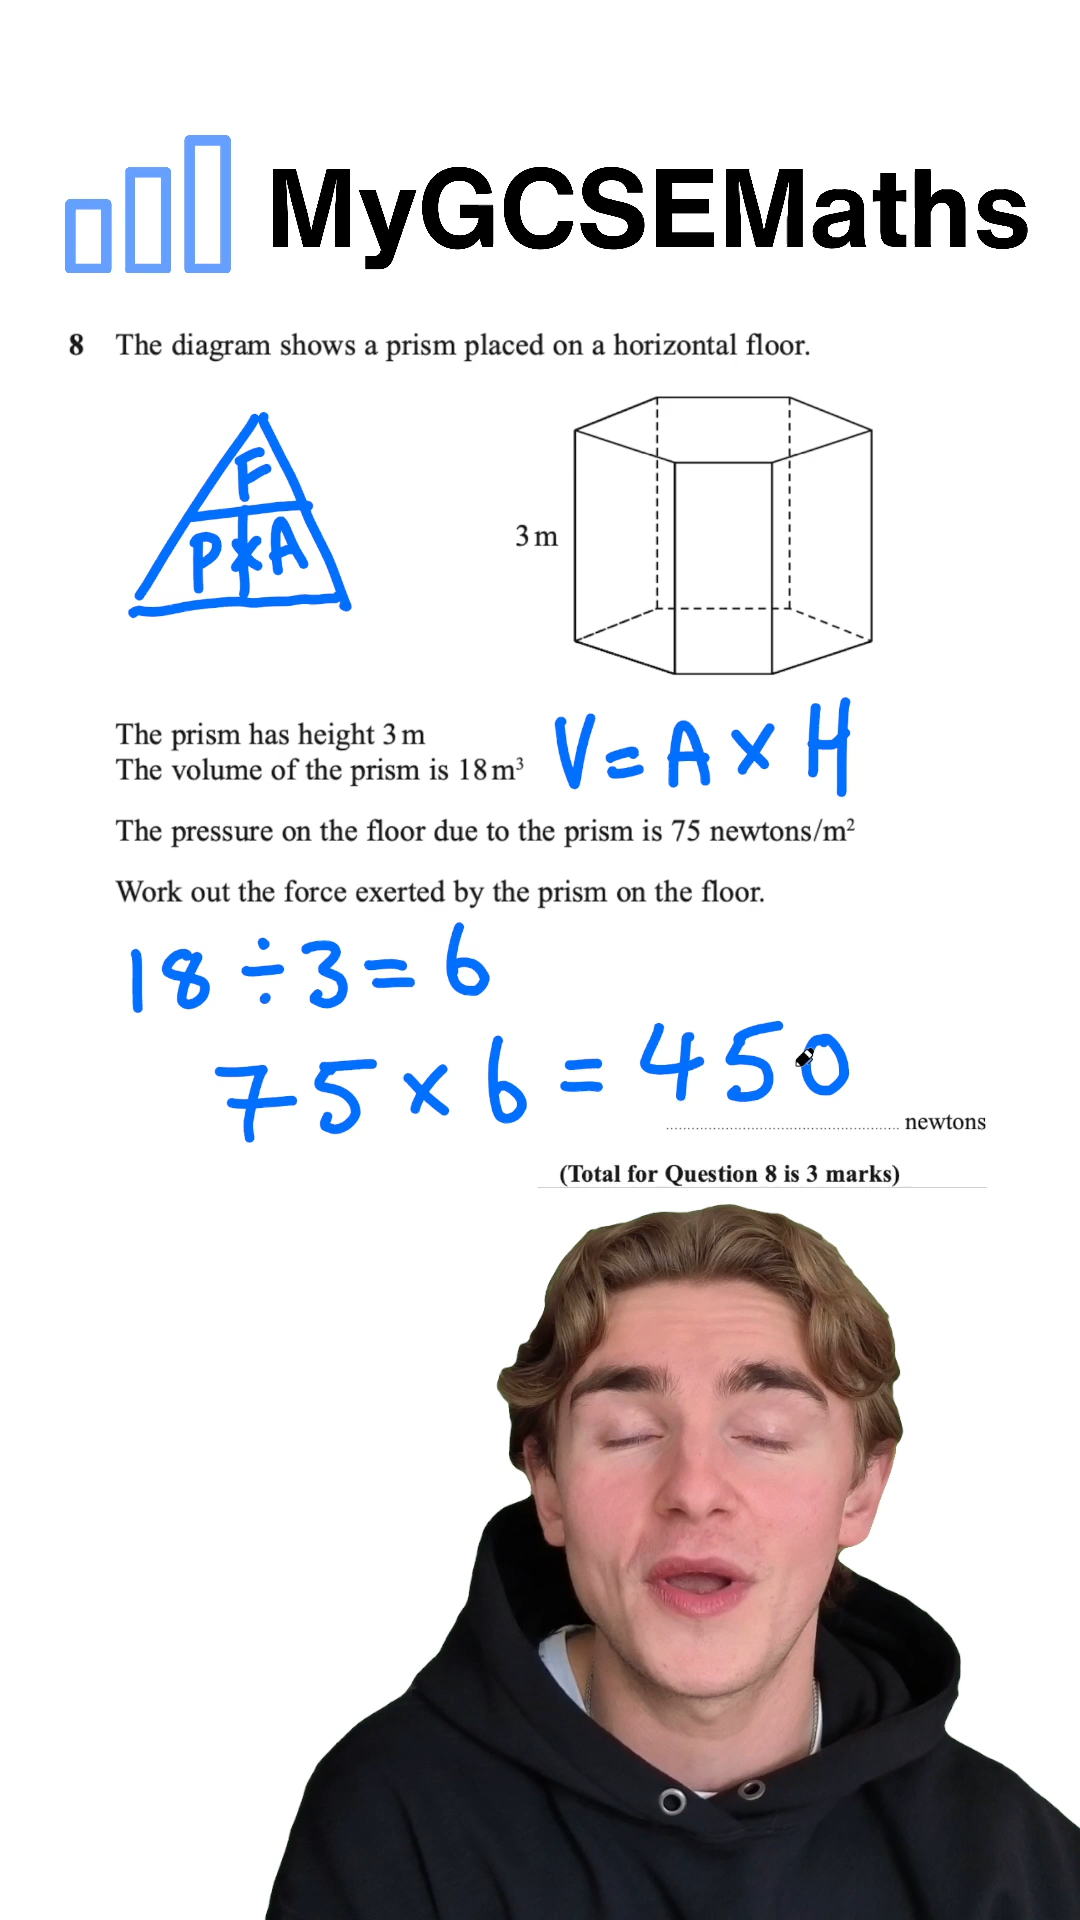 MyGCSEMaths
8 The diagram shows a prism placed on a horizontal floor.
F
P × A
3 m
The prism has height 3 m
The volume of the prism is 18 m³
V = A × H
The pressure on the floor due to the prism is 75 newtons/m²
Work out the force exerted by the prism on the floor.
18 ÷ 3 = 6
75 × 6 = 450
newtons
(Total for Question 8 is 3 marks)